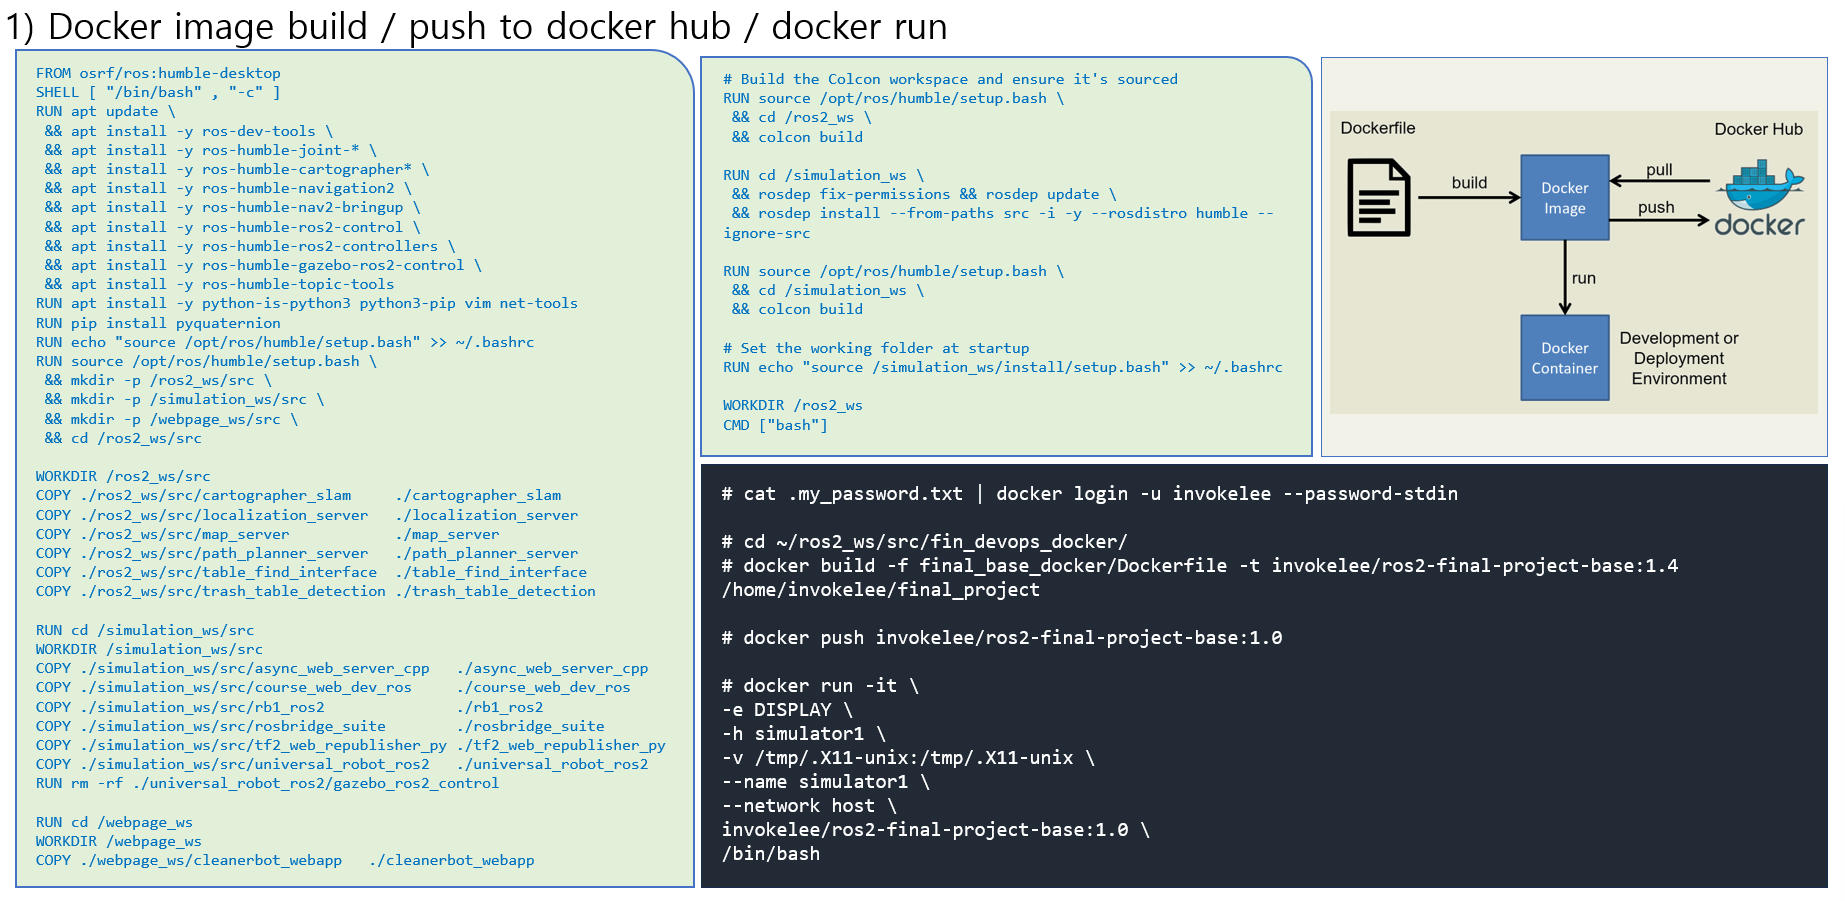 1) Docker image build / push to docker hub / docker run
FROM osrf/ros:humble-desktop
SHELL [ "/bin/bash" , "-c" ]
RUN apt update \
 && apt install -y ros-dev-tools \
 && apt install -y ros-humble-joint-* \
 && apt install -y ros-humble-cartographer* \
 && apt install -y ros-humble-navigation2 \
 && apt install -y ros-humble-nav2-bringup \
 && apt install -y ros-humble-ros2-control \
 && apt install -y ros-humble-ros2-controllers \
 && apt install -y ros-humble-gazebo-ros2-control \
 && apt install -y ros-humble-topic-tools
RUN apt install -y python-is-python3 python3-pip vim net-tools
RUN pip install pyquaternion
RUN echo "source /opt/ros/humble/setup.bash" >> ~/.bashrc
RUN source /opt/ros/humble/setup.bash \
 && mkdir -p /ros2_ws/src \
 && mkdir -p /simulation_ws/src \
 && mkdir -p /webpage_ws/src \
 && cd /ros2_ws/src
WORKDIR /ros2_ws/src
COPY ./ros2_ws/src/cartographer_slam     ./cartographer_slam
COPY ./ros2_ws/src/localization_server   ./localization_server
COPY ./ros2_ws/src/map_server            ./map_server
COPY ./ros2_ws/src/path_planner_server   ./path_planner_server
COPY ./ros2_ws/src/table_find_interface  ./table_find_interface
COPY ./ros2_ws/src/trash_table_detection ./trash_table_detection
RUN cd /simulation_ws/src
WORKDIR /simulation_ws/src
COPY ./simulation_ws/src/async_web_server_cpp   ./async_web_server_cpp
COPY ./simulation_ws/src/course_web_dev_ros     ./course_web_dev_ros
COPY ./simulation_ws/src/rb1_ros2               ./rb1_ros2
COPY ./simulation_ws/src/rosbridge_suite        ./rosbridge_suite
COPY ./simulation_ws/src/tf2_web_republisher_py ./tf2_web_republisher_py
COPY ./simulation_ws/src/universal_robot_ros2   ./universal_robot_ros2
RUN rm -rf ./universal_robot_ros2/gazebo_ros2_control
RUN cd /webpage_ws
WORKDIR /webpage_ws
COPY ./webpage_ws/cleanerbot_webapp   ./cleanerbot_webapp
# Build the Colcon workspace and ensure it's sourced
RUN source /opt/ros/humble/setup.bash \
 && cd /ros2_ws \
 && colcon build
RUN cd /simulation_ws \
 && rosdep fix-permissions && rosdep update \
 && rosdep install --from-paths src -i -y --rosdistro humble --
ignore-src
RUN source /opt/ros/humble/setup.bash \
 && cd /simulation_ws \
 && colcon build
# Set the working folder at startup
RUN echo "source /simulation_ws/install/setup.bash" >> ~/.bashrc
WORKDIR /ros2_ws
CMD ["bash"]
Dockerfile
Docker Hub
build
Docker
Image
pull
push
docker
run
Docker
Container
Development or
Deployment
Environment
# cat .my_password.txt | docker login -u invokelee --password-stdin
# cd ~/ros2_ws/src/fin_devops_docker/
# docker build -f final_base_docker/Dockerfile -t invokelee/ros2-final-project-base:1.4
/home/invokelee/final_project
# docker push invokelee/ros2-final-project-base:1.0
# docker run -it \
-e DISPLAY \
-h simulator1 \
-v /tmp/.X11-unix:/tmp/.X11-unix \
--name simulator1 \
--network host \
invokelee/ros2-final-project-base:1.0 \
/bin/bash